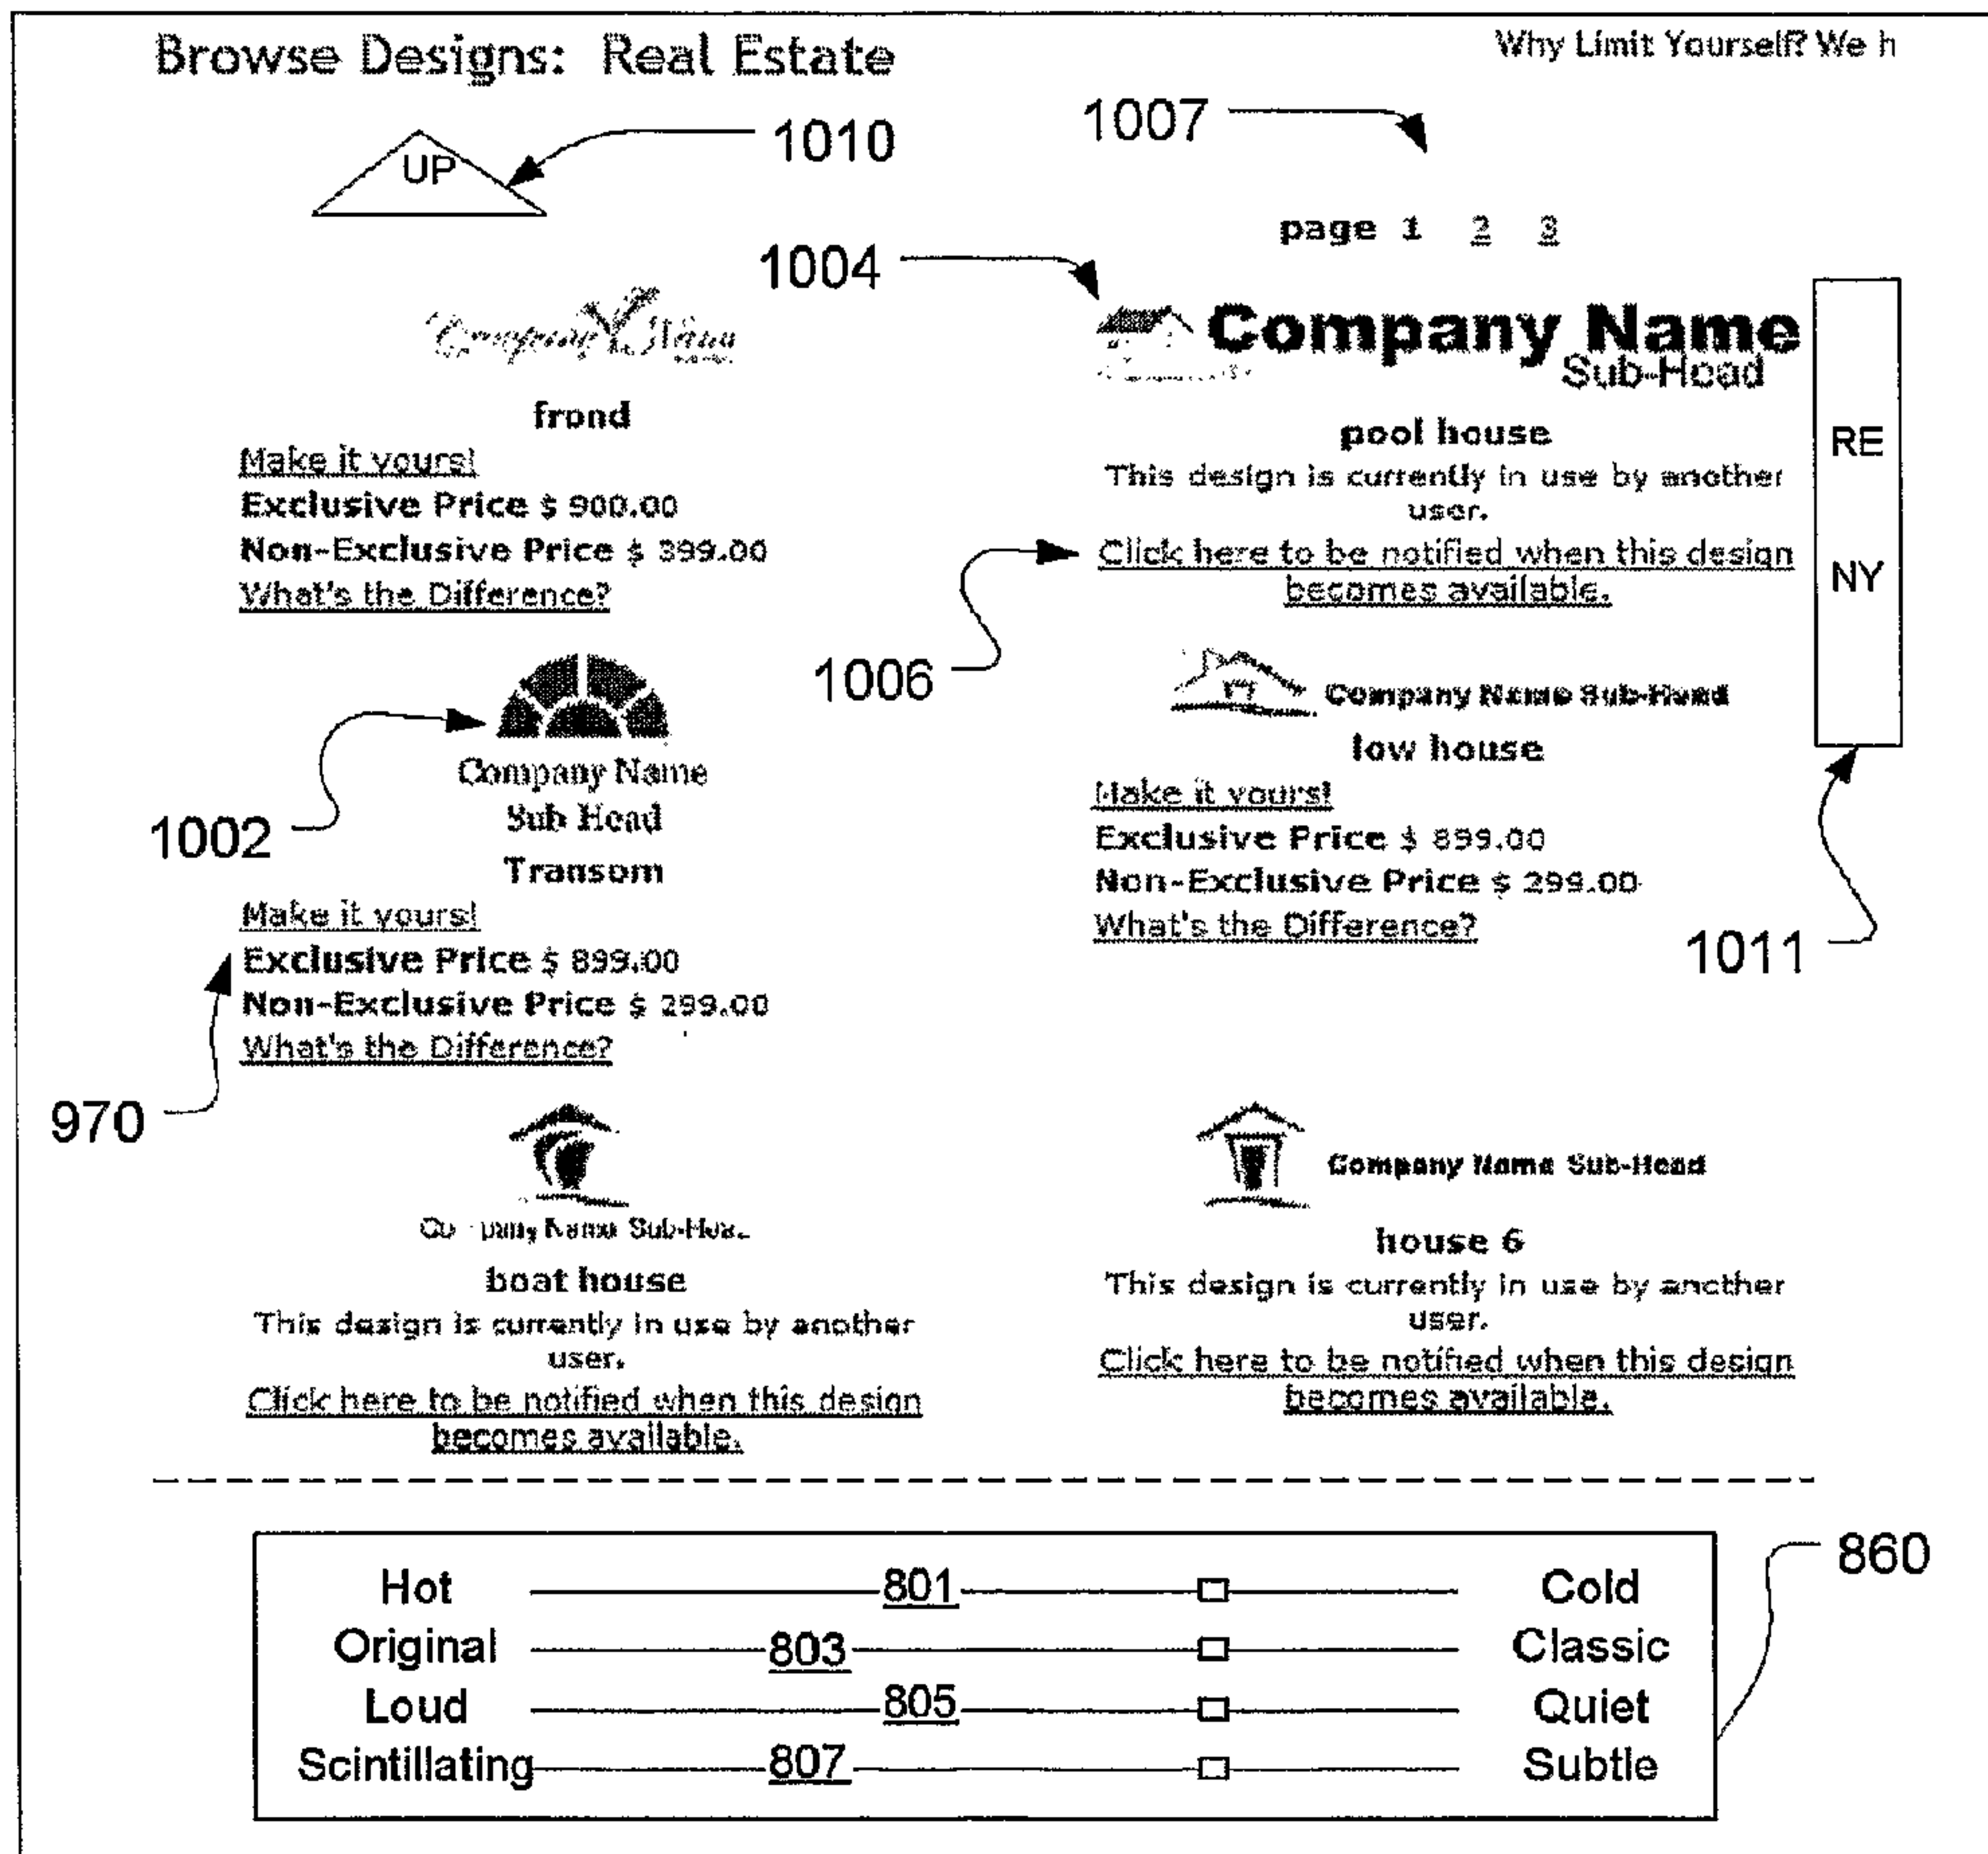 Browse Designs: Real Estate
Why Limit Yourself? We h
1007
1010
UP
page 1 2 3
1004
Company Name
Company Name
Sub-Head
frond
Make it yours!
Exclusive Price $ 900.00
Non-Exclusive Price $ 399.00
What's the Difference?
pool house
This design is currently in use by another
user.
1006
Click here to be notified when this design
becomes available.
RE
NY
1011
1002
Company Name
Sub Head
Transom
Make it yours!
Exclusive Price $ 899.00
Non-Exclusive Price $ 299.00
What's the Difference?
970
Company Name Sub-Head
low house
Make it yours!
Exclusive Price $ 899.00
Non-Exclusive Price $ 299.00
What's the Difference?
Name
boat house
This design is currently in use by another
user.
Click here to be notified when this design
becomes available.
Company Name Sub-Head
house 6
This design is currently in use by another
user.
Click here to be notified when this design
becomes available.
860
Hot 801 Cold
Original 803 Classic
Loud 805 Quiet
Scintillating 807 Subtle